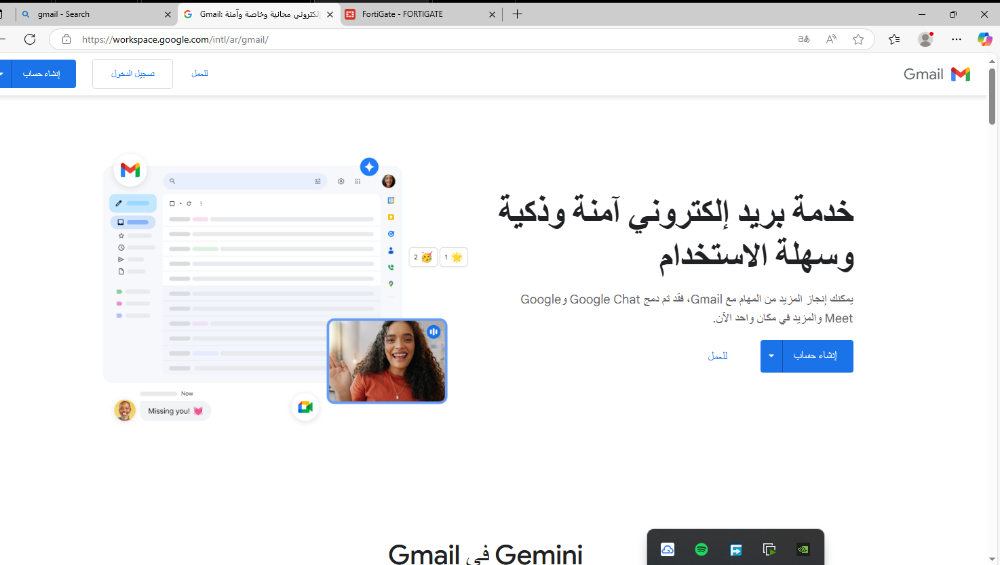 gmail - Search
Gmail: إلكتروني مجانية وخاصة وآمنة
FortiGate - FORTIGATE
https://workspace.google.com/intl/ar/gmail/
Gmail
للعمل
تسجيل الدخول
إنشاء حساب
خدمة بريد إلكتروني آمنة وذكية
وسهلة الاستخدام
يمكنك إنجاز المزيد من المهام مع Gmail، فقد تم دمج Google Chat وGoogle
Meet والمزيد في مكان واحد الآن.
إنشاء حساب
للعمل
2
1
Now
Missing you!
Gemini في Gmail